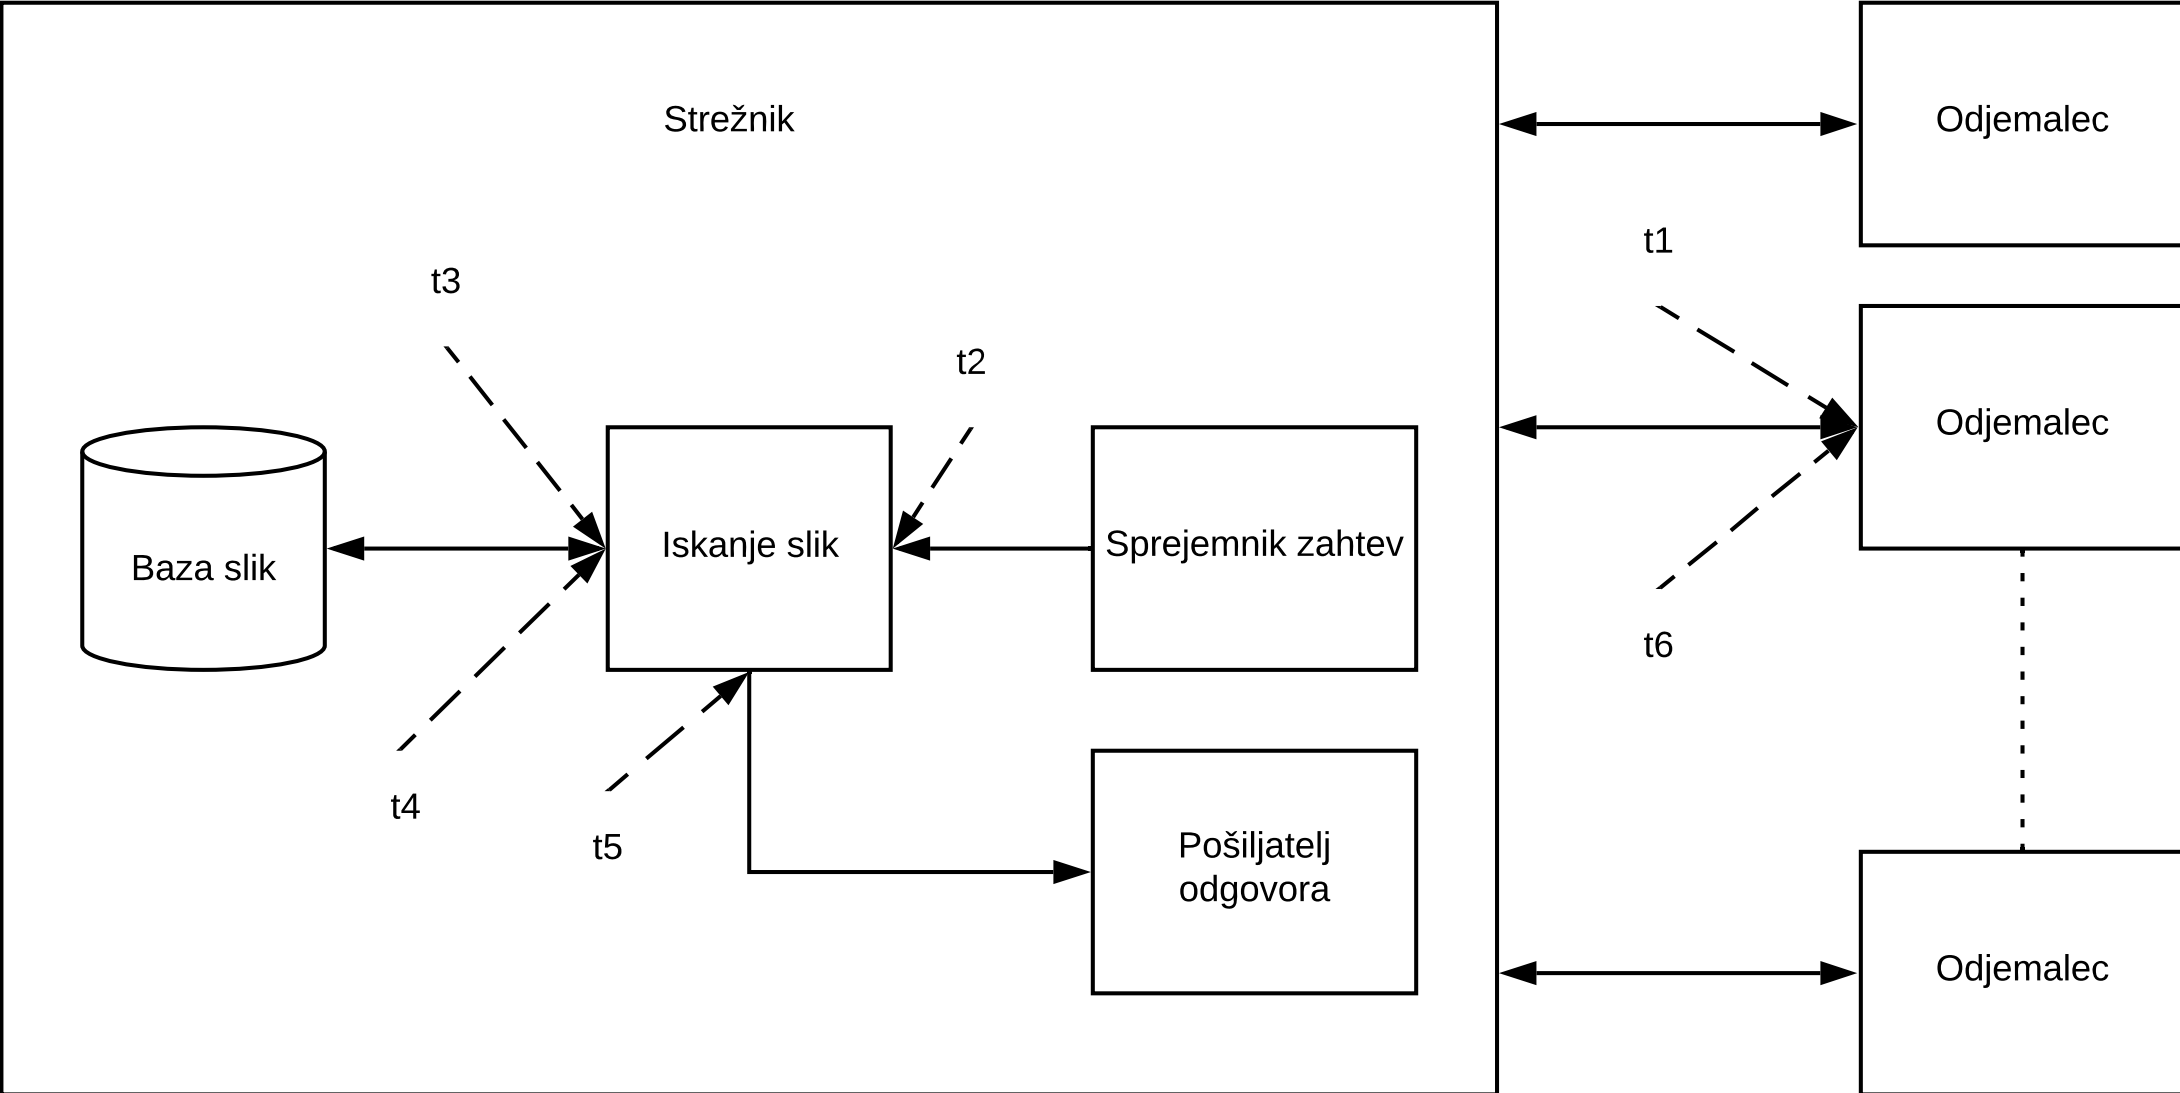 Strežnik
Odjemalec
t1
t3
t2
Odjemalec
Baza slik
Iskanje slik
Sprejemnik zahtev
t6
t4
t5
Pošiljatelj
odgovora
Odjemalec